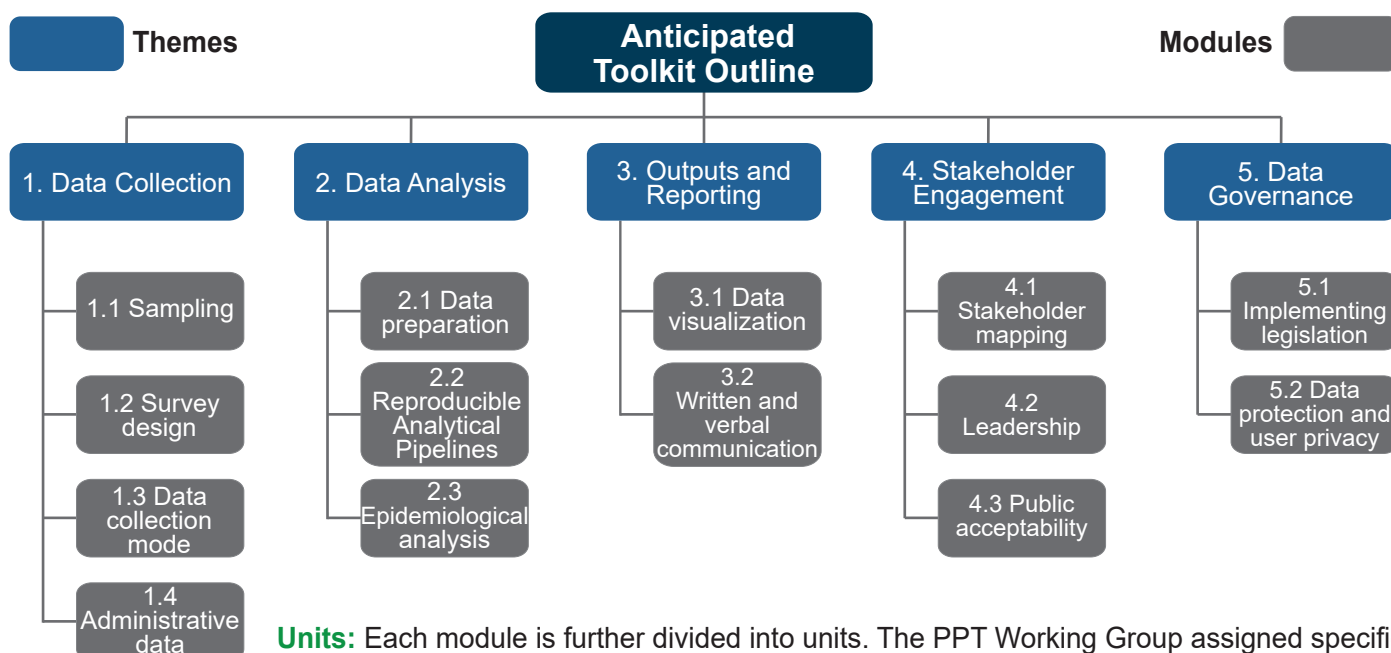 Themes
Anticipated
Toolkit Outline
Modules
1. Data Collection
2. Data Analysis
3. Outputs and
Reporting
4. Stakeholder
Engagement
5. Data
Governance
1.1 Sampling
1.2 Survey
design
1.3 Data
collection
mode
1.4
Administrative
data
2.1 Data
preparation
2.2
Reproducible
Analytical
Pipelines
2.3
Epidemiological
analysis
3.1 Data
visualization
3.2
Written and
verbal
communication
4.1
Stakeholder
mapping
4.2
Leadership
4.3 Public
acceptability
5.1
Implementing
legislation
5.2 Data
protection and
user privacy
Units: Each module is further divided into units. The PPT Working Group assigned specifi